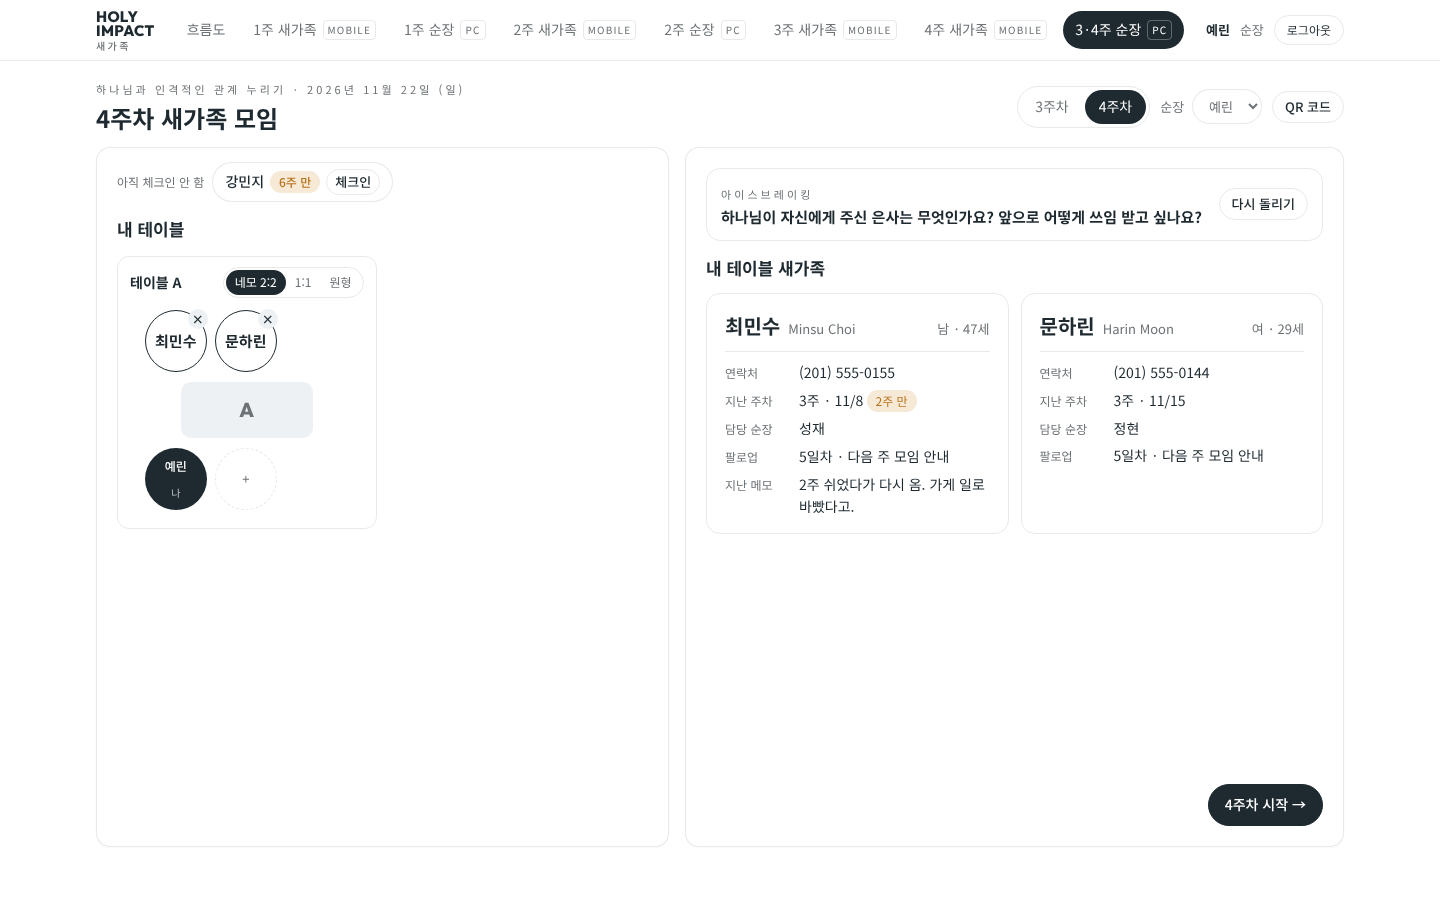 HOLY
IMPACT
새가족
흐름도
1주 새가족 MOBILE
1주 순장 PC
2주 새가족 MOBILE
2주 순장 PC
3주 새가족 MOBILE
4주 새가족 MOBILE
3·4주 순장 PC
예린 순장
로그아웃
하나님과 인격적인 관계 누리기 · 2026년 11월 22일 (일)
4주차 새가족 모임
3주차
4주차
순장
예린
QR 코드
아직 체크인 안 함
강민지 6주 만 체크인
내 테이블
테이블 A
네모 2:2
1:1
원형
최민수 ✕
문하린 ✕
A
예린
나
+
아이스브레이킹
하나님이 자신에게 주신 은사는 무엇인가요? 앞으로 어떻게 쓰임 받고 싶나요?
다시 돌리기
내 테이블 새가족
최민수 Minsu Choi 남 · 47세
연락처 (201) 555-0155
지난 주차 3주 · 11/8 2주 만
담당 순장 성재
팔로업 5일차 · 다음 주 모임 안내
지난 메모 2주 쉬었다가 다시 옴. 가게 일로
바빴다고.
문하린 Harin Moon 여 · 29세
연락처 (201) 555-0144
지난 주차 3주 · 11/15
담당 순장 정현
팔로업 5일차 · 다음 주 모임 안내
4주차 시작 →